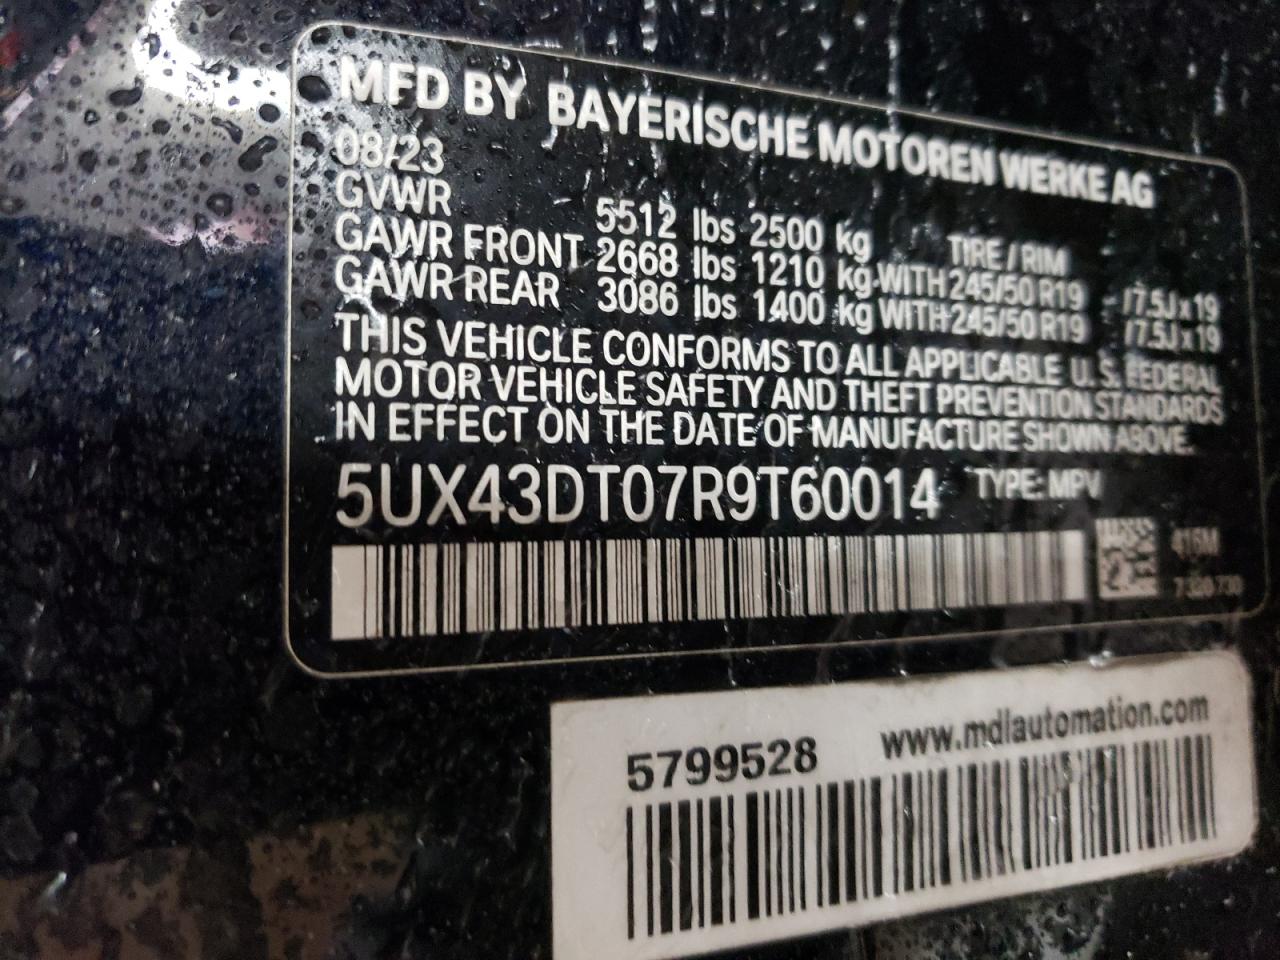 MFD BY BAYERISCHE MOTOREN WERKE AG
08/23
GVWR 5512 lbs 2500 kg TIRE / RIM
GAWR FRONT 2668 lbs 1210 kg WITH 245/50 R19 - /7.5J x 19
GAWR REAR 3086 lbs 1400 kg WITH 245/50 R19 - /7.5J x 19
THIS VEHICLE CONFORMS TO ALL APPLICABLE U. S. FEDERAL
MOTOR VEHICLE SAFETY AND THEFT PREVENTION STANDARDS
IN EFFECT ON THE DATE OF MANUFACTURE SHOWN ABOVE.
5UX43DT07R9T60014 TYPE: MPV
5799528 www.mdlautomation.com